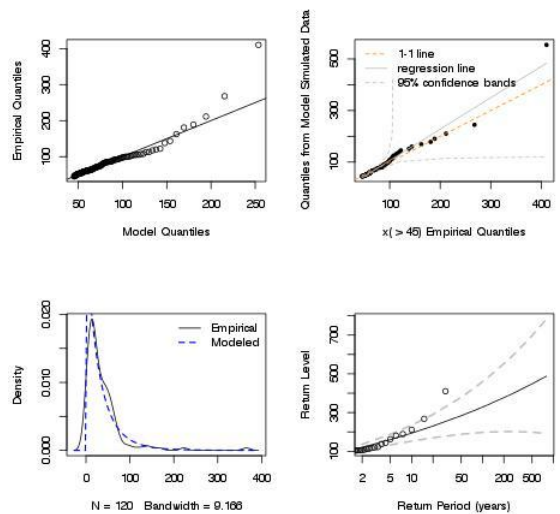 Empirical Quantiles
400
300
200
100
50 100 150 200 250
Model Quantiles
Quantiles from Model Simulated Data
500
300
100
1-1 line
regression line
95% confidence bands
100 200 300 400
x( > 45) Empirical Quantiles
Density
0.020
0.010
0.000
Empirical
Modeled
0 100 200 300 400
N = 120 Bandwidth = 9.166
Return Level
700
500
300
100
2 5 10 50 100 200 500
Return Period (years)